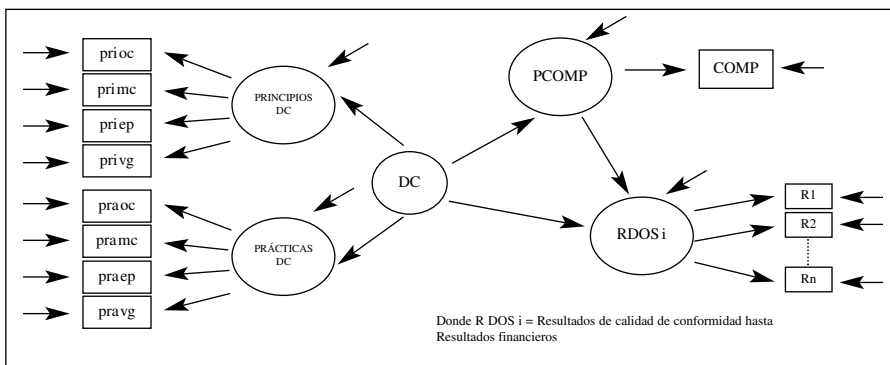 prioc
primc
priep
privg
praoc
pramc
praep
pravg
PRINCIPIOS
DC
PRÁCTICAS
DC
DC
PCOMP
COMP
RDOS i
R1
R2
Rn
Donde R DOS i = Resultados de calidad de conformidad hasta
Resultados financieros